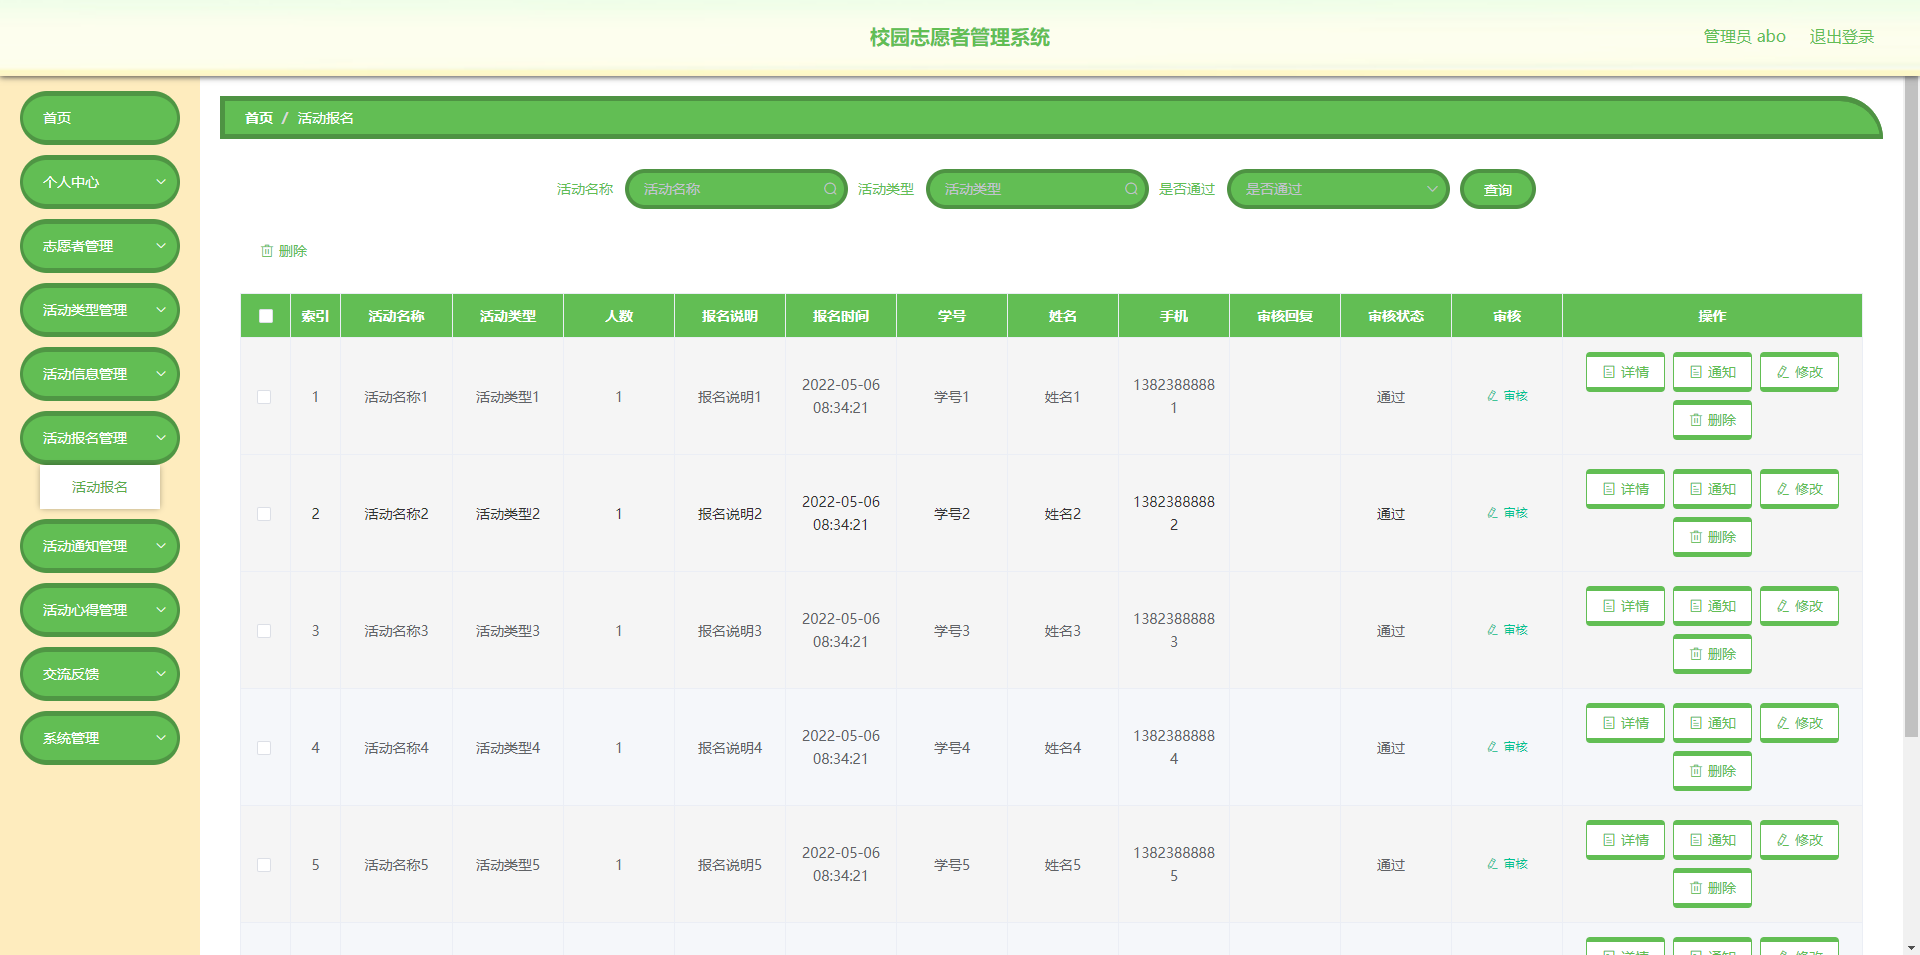 校园志愿者管理系统
管理员 abo 退出登录
首页
个人中心
志愿者管理
活动类型管理
活动信息管理
活动报名管理
活动报名
活动通知管理
活动心得管理
交流反馈
系统管理
首页 / 活动报名
活动名称 活动名称 活动类型 活动类型 是否通过 是否通过 查询
删除
索引 活动名称 活动类型 人数 报名说明 报名时间 学号 姓名 手机 审核回复 审核状态 审核 操作
1 活动名称1 活动类型1 1 报名说明1 2022-05-06 08:34:21 学号1 姓名1 13823888881 通过 审核 详情 通知 修改 删除
2 活动名称2 活动类型2 1 报名说明2 2022-05-06 08:34:21 学号2 姓名2 13823888882 通过 审核 详情 通知 修改 删除
3 活动名称3 活动类型3 1 报名说明3 2022-05-06 08:34:21 学号3 姓名3 13823888883 通过 审核 详情 通知 修改 删除
4 活动名称4 活动类型4 1 报名说明4 2022-05-06 08:34:21 学号4 姓名4 13823888884 通过 审核 详情 通知 修改 删除
5 活动名称5 活动类型5 1 报名说明5 2022-05-06 08:34:21 学号5 姓名5 13823888885 通过 审核 详情 通知 修改 删除